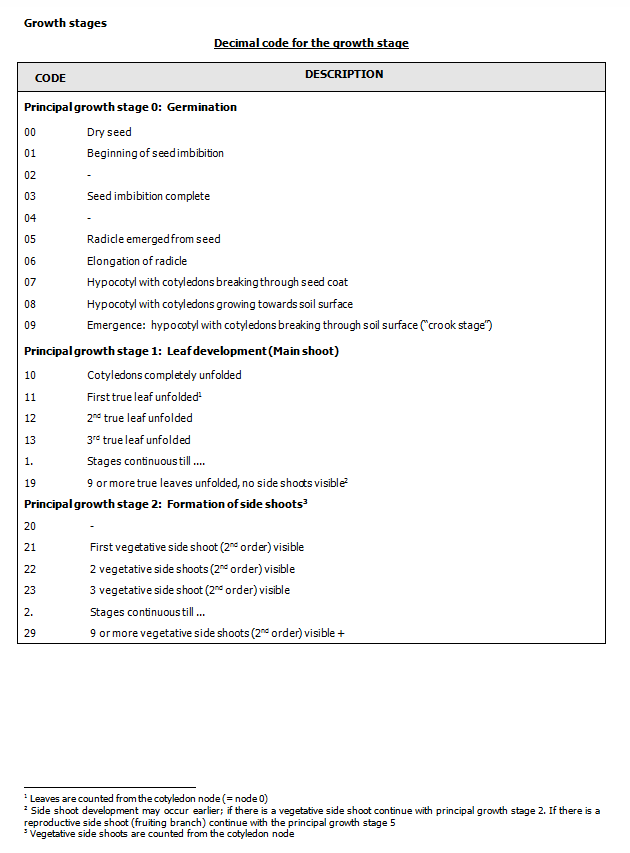 Growth stages
Decimal code for the growth stage
CODE DESCRIPTION
Principal growth stage 0: Germination
00 Dry seed
01 Beginning of seed imbibition
02 -
03 Seed imbibition complete
04 -
05 Radicle emerged from seed
06 Elongation of radicle
07 Hypocotyl with cotyledons breaking through seed coat
08 Hypocotyl with cotyledons growing towards soil surface
09 Emergence: hypocotyl with cotyledons breaking through soil surface (“crook stage”)
Principal growth stage 1: Leaf development (Main shoot)
10 Cotyledons completely unfolded
11 First true leaf unfolded¹
12 2nd true leaf unfolded
13 3rd true leaf unfolded
1. Stages continuous till ....
19 9 or more true leaves unfolded, no side shoots visible²
Principal growth stage 2: Formation of side shoots³
20 -
21 First vegetative side shoot (2nd order) visible
22 2 vegetative side shoots (2nd order) visible
23 3 vegetative side shoot (2nd order) visible
2. Stages continuous till ...
29 9 or more vegetative side shoots (2nd order) visible +
¹ Leaves are counted from the cotyledon node (= node 0)
² Side shoot development may occur earlier; if there is a vegetative side shoot continue with principal growth stage 2. If there is a
reproductive side shoot (fruiting branch) continue with the principal growth stage 5
³ Vegetative side shoots are counted from the cotyledon node